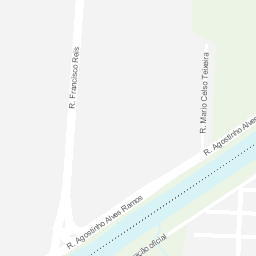 R. Francisco Reis
R. Mario Celso Teixeira
R. Agostinho Alves
R. Agostinho Alves Ramos
oficial